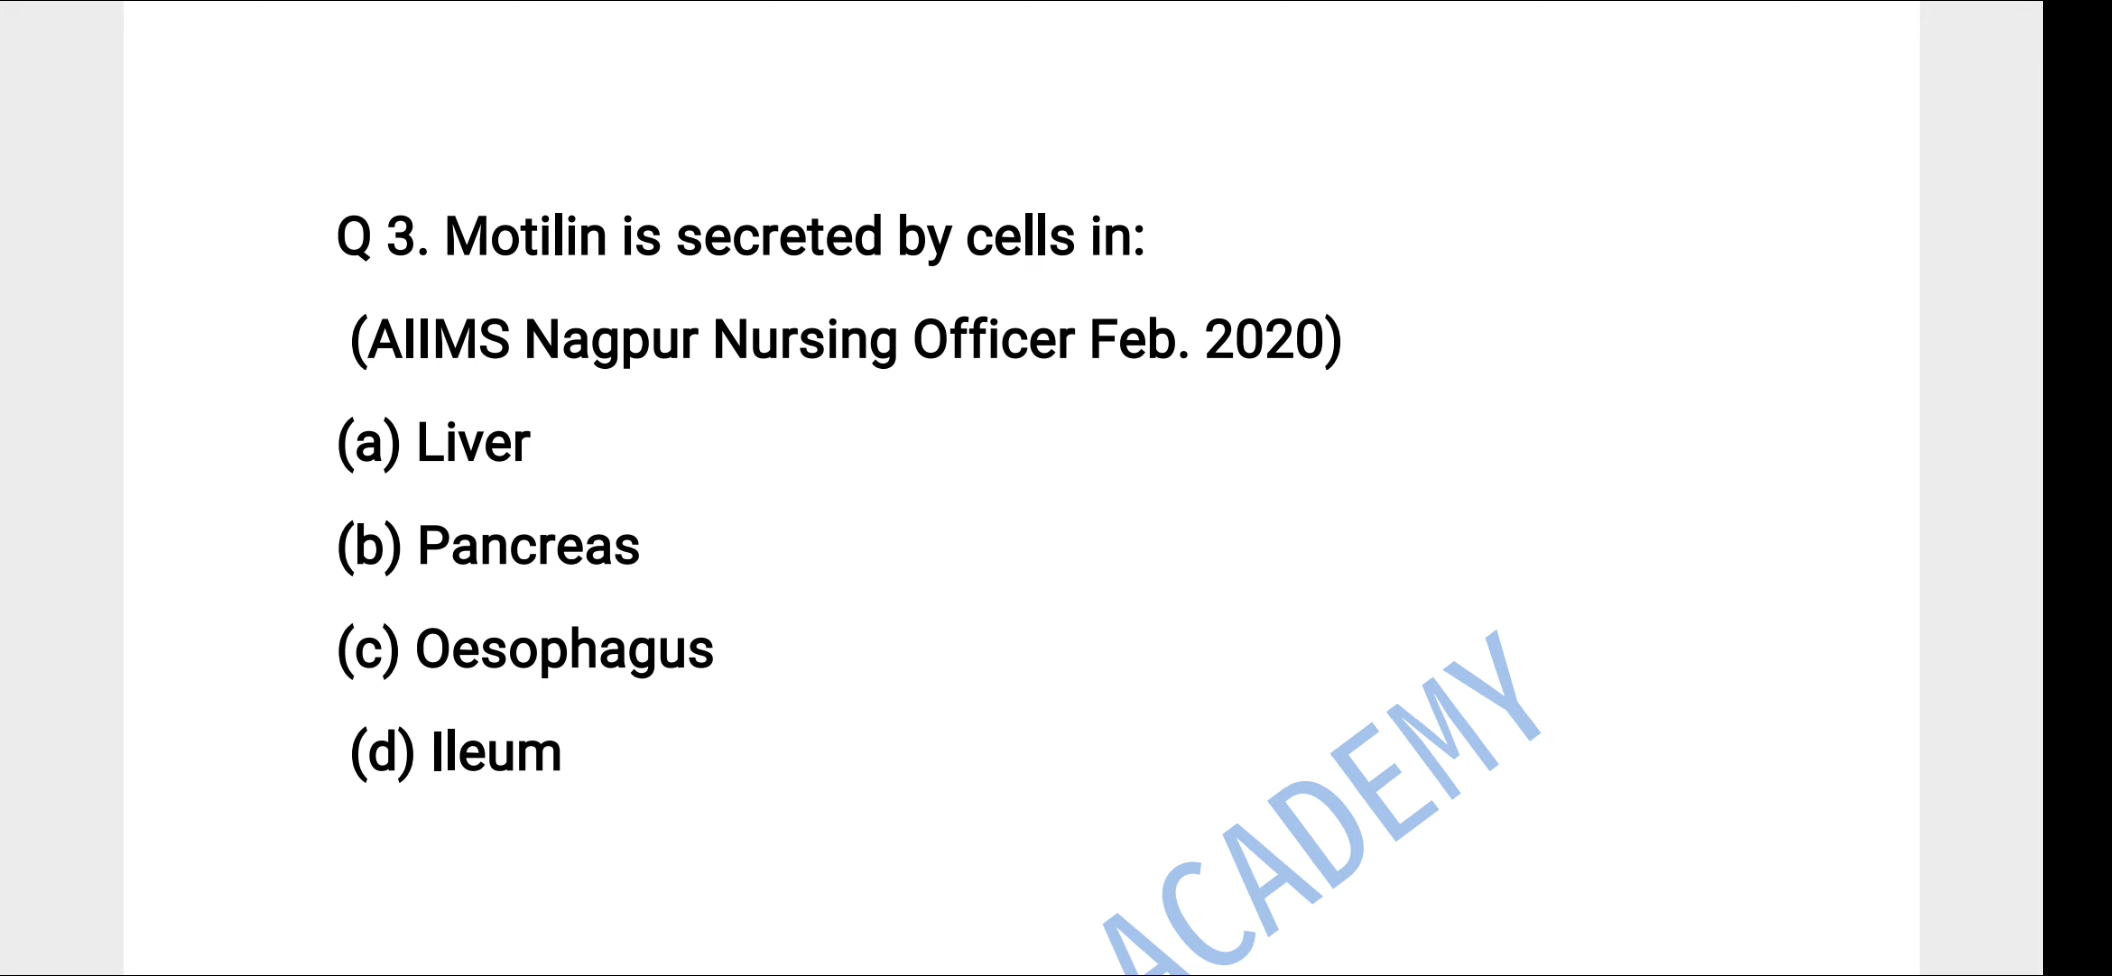 Q 3. Motilin is secreted by cells in:
(AIIMS Nagpur Nursing Officer Feb. 2020)
(a) Liver
(b) Pancreas
(c) Oesophagus
(d) Ileum
ACADEMY